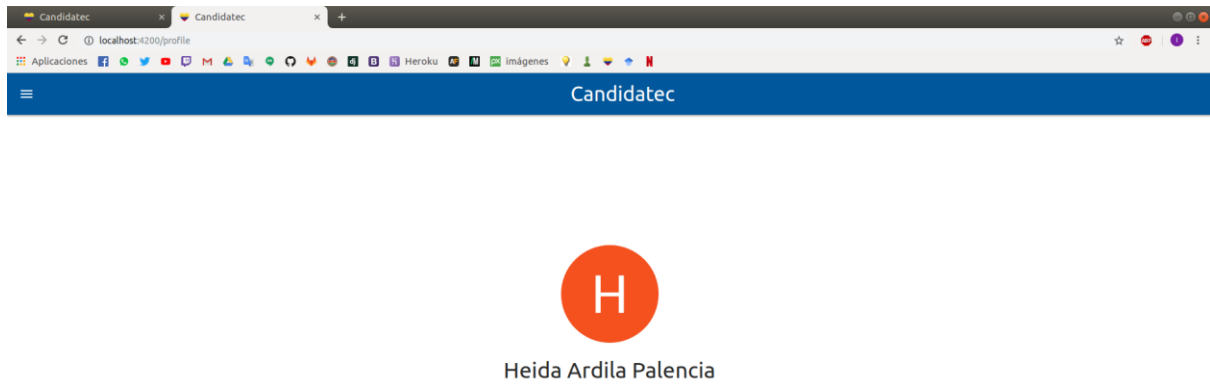 Candidatec Candidatec
localhost:4200/profile
Aplicaciones Heroku imágenes
Candidatec
H
Heida Ardila Palencia